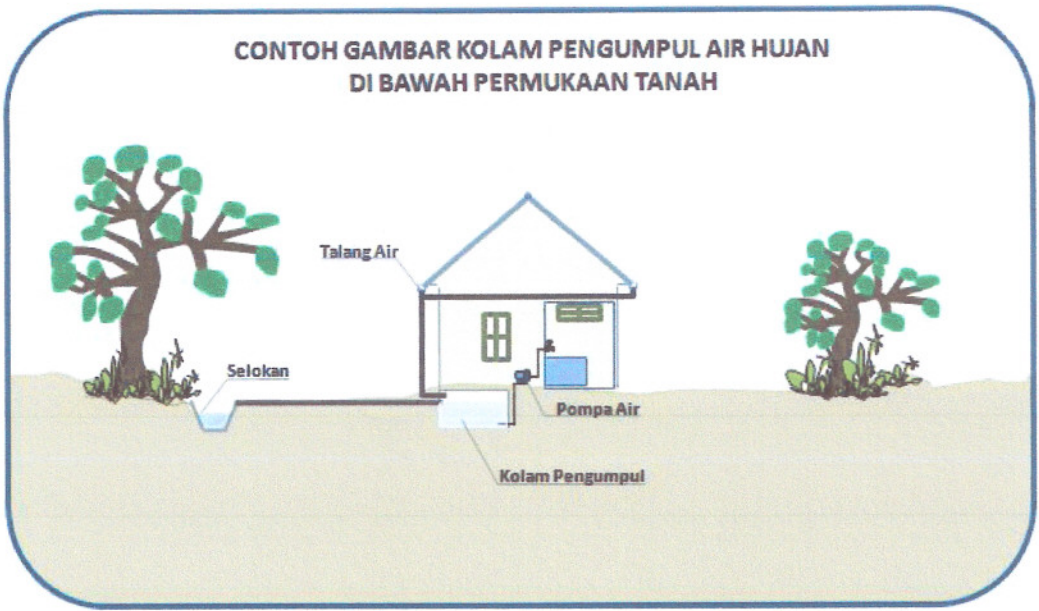 CONTOH GAMBAR KOLAM PENGUMPUL AIR HUJAN
DI BAWAH PERMUKAAN TANAH
Talang Air
Selokan
Pompa Air
Kolam Pengumpul